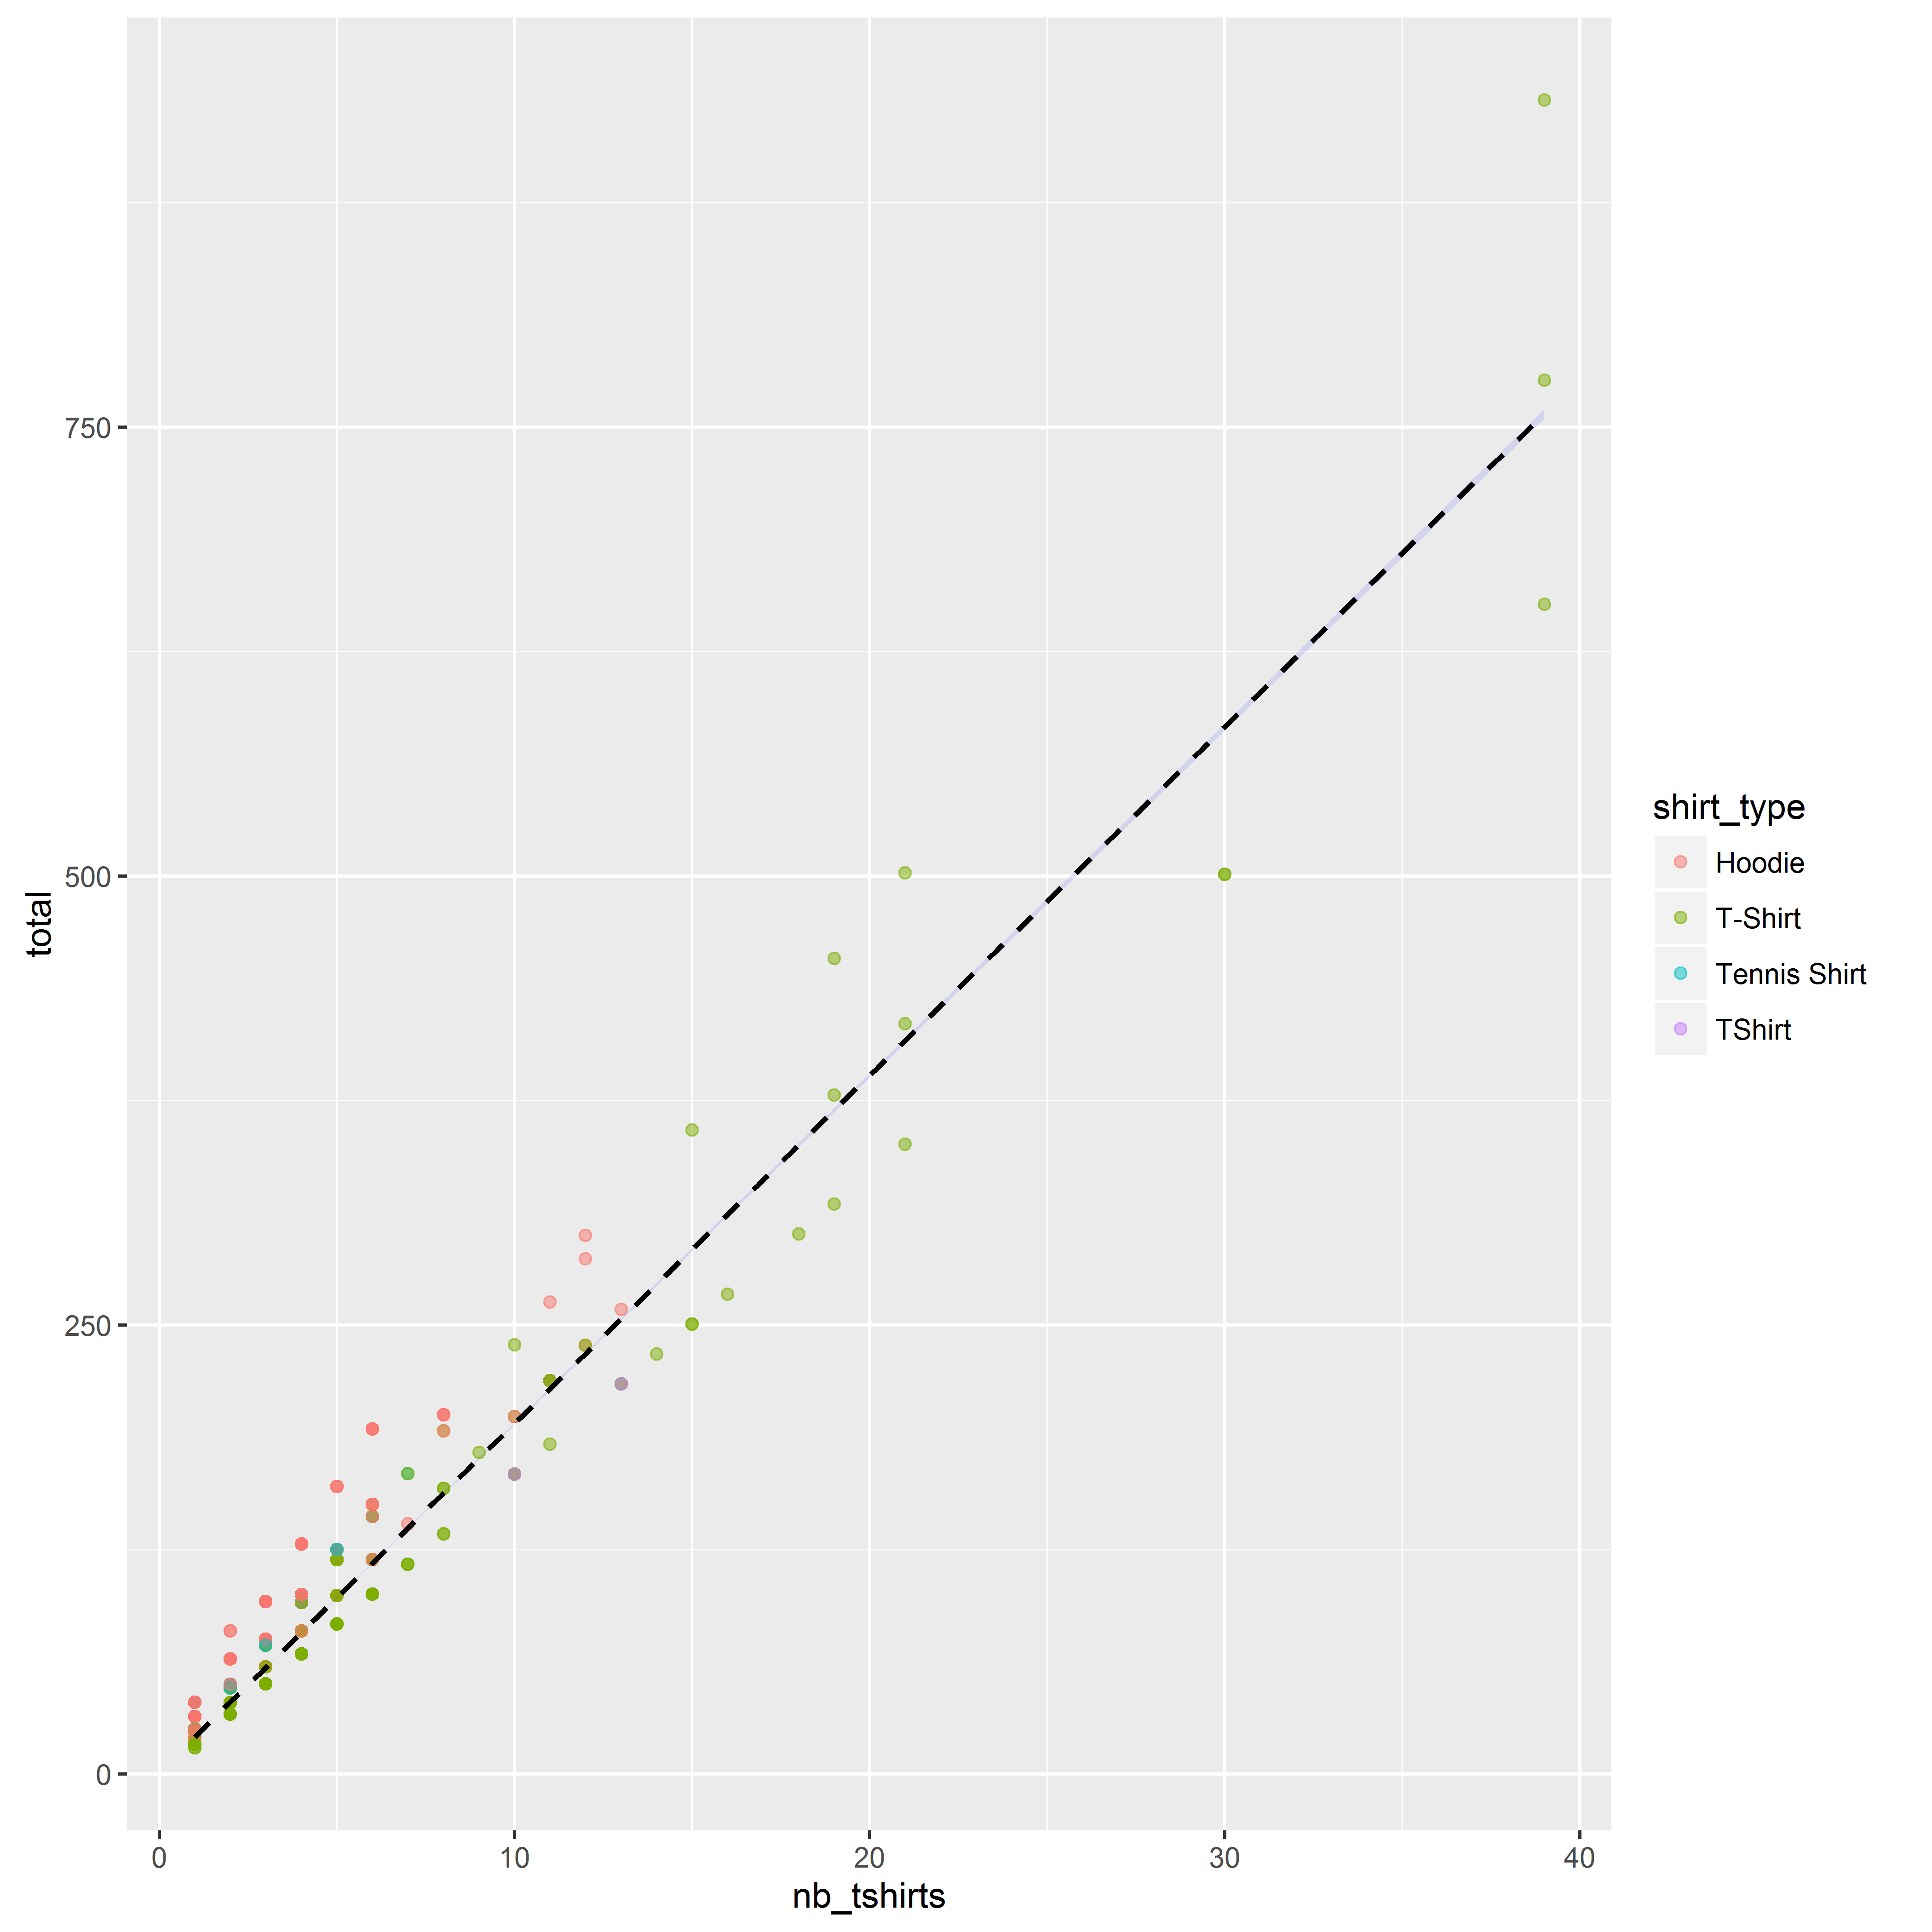 total
750
500
250
0
0 10 20 30 40
nb_tshirts
shirt_type
Hoodie
T-Shirt
Tennis Shirt
TShirt